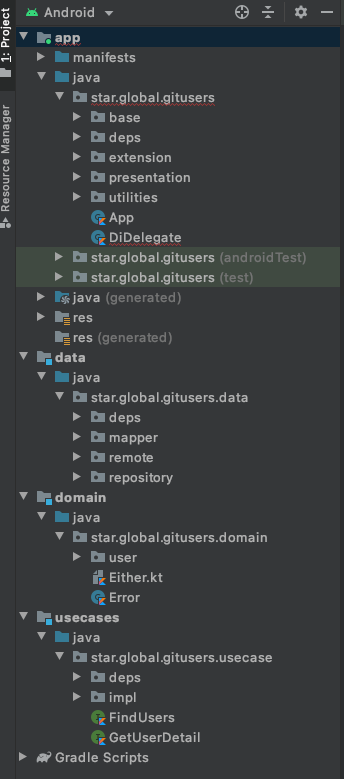 1: Project
Resource Manager
Android
app
manifests
java
star.global.gitusers
base
deps
extension
presentation
utilities
App
DiDelegate
star.global.gitusers (androidTest)
star.global.gitusers (test)
java (generated)
res
res (generated)
data
java
star.global.gitusers.data
deps
mapper
remote
repository
domain
java
star.global.gitusers.domain
user
Either.kt
Error
usecases
java
star.global.gitusers.usecase
deps
impl
FindUsers
GetUserDetail
Gradle Scripts